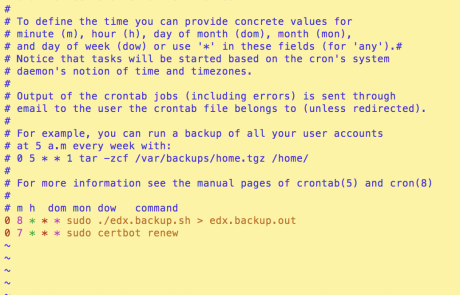 #
# To define the time you can provide concrete values for
# minute (m), hour (h), day of month (dom), month (mon),
# and day of week (dow) or use '*' in these fields (for 'any').#
# Notice that tasks will be started based on the cron's system
# daemon's notion of time and timezones.
#
# Output of the crontab jobs (including errors) is sent through
# email to the user the crontab file belongs to (unless redirected).
#
# For example, you can run a backup of all your user accounts
# at 5 a.m every week with:
# 0 5 * * 1 tar -zcf /var/backups/home.tgz /home/
#
# For more information see the manual pages of crontab(5) and cron(8)
#
# m h  dom mon dow   command
0 8 * * * sudo ./edx.backup.sh > edx.backup.out
0 7 * * * sudo certbot renew
~
~
~
~
~